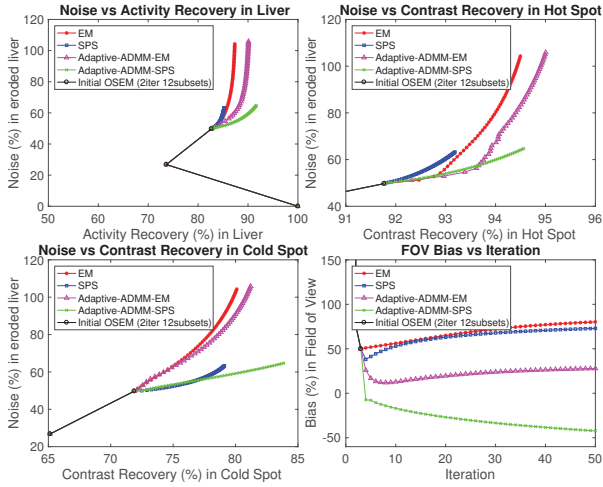 Noise vs Activity Recovery in Liver
Noise (%) in eroded liver
120
100
80
60
40
20
0
EM
SPS
Adaptive-ADMM-EM
Adaptive-ADMM-SPS
Initial OSEM (2iter 12subsets)
50 60 70 80 90 100
Activity Recovery (%) in Liver
Noise vs Contrast Recovery in Hot Spot
Noise (%) in eroded liver
120
100
80
60
40
EM
SPS
Adaptive-ADMM-EM
Adaptive-ADMM-SPS
Initial OSEM (2iter 12subsets)
91 92 93 94 95 96
Contrast Recovery (%) in Hot Spot
Noise vs Contrast Recovery in Cold Spot
Noise (%) in eroded liver
120
100
80
60
40
20
EM
SPS
Adaptive-ADMM-EM
Adaptive-ADMM-SPS
Initial OSEM (2iter 12subsets)
65 70 75 80 85
Contrast Recovery (%) in Cold Spot
FOV Bias vs Iteration
Bias (%) in Field of View
150
100
50
0
-50
EM
SPS
Adaptive-ADMM-EM
Adaptive-ADMM-SPS
Initial OSEM (2iter 12subsets)
0 10 20 30 40 50
Iteration